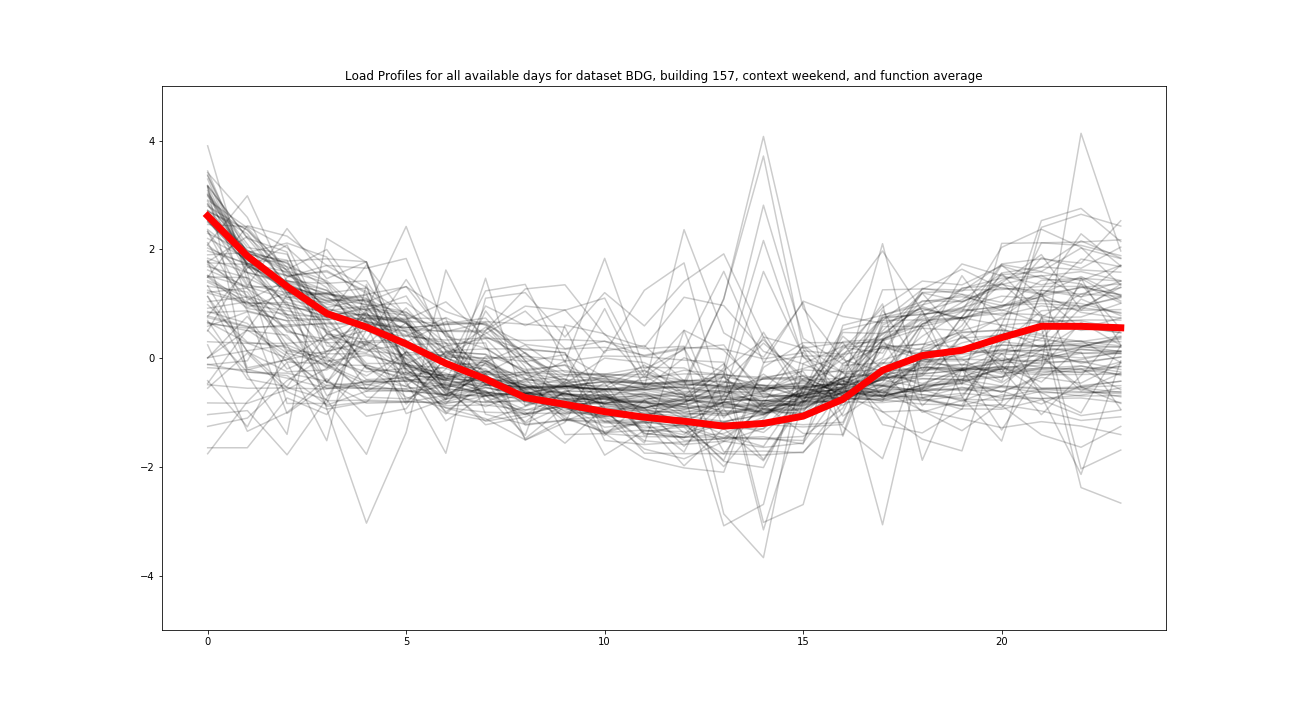 Load Profiles for all available days for dataset BDG, building 157, context weekend, and function average
4
2
0
−2
−4
0 5 10 15 20